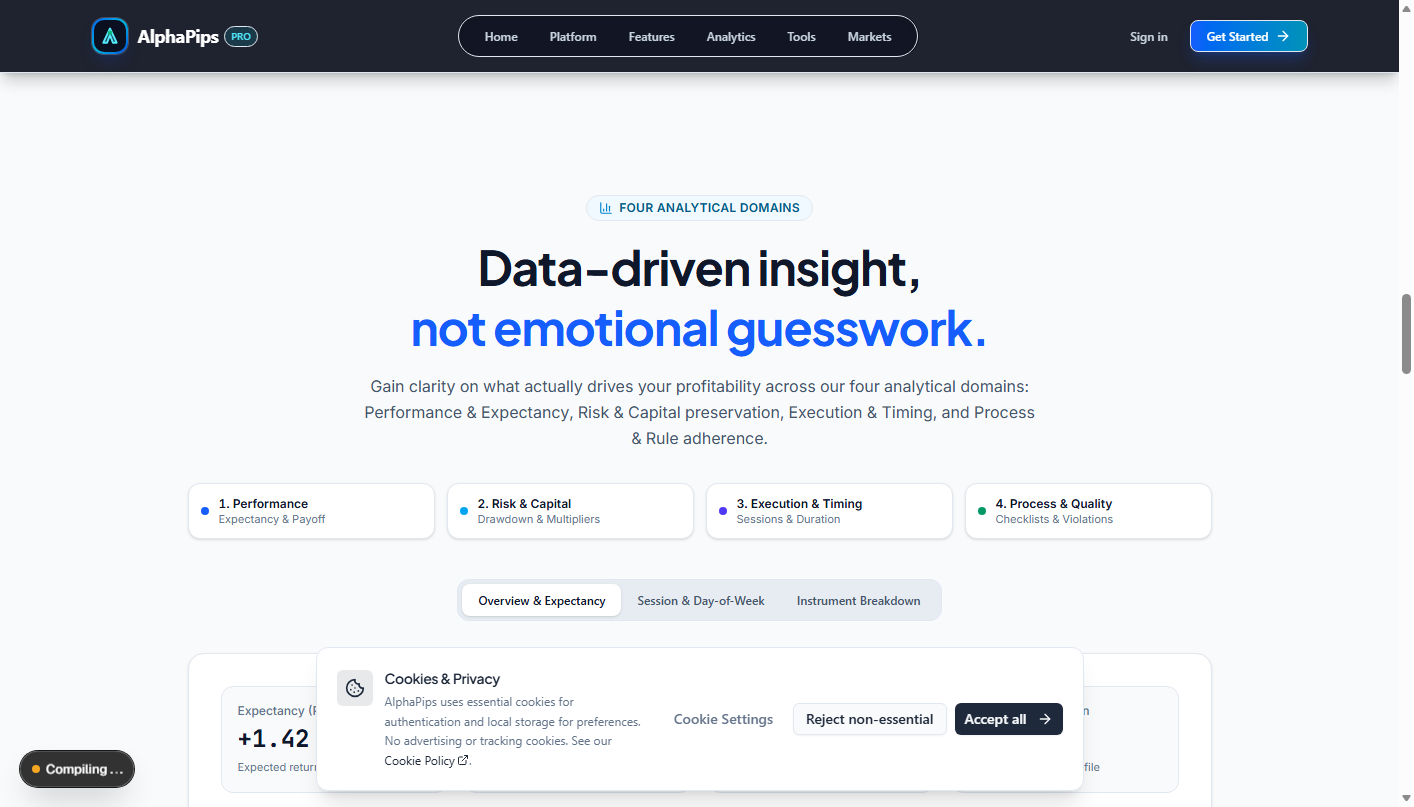 AlphaPips PRO
Home Platform Features Analytics Tools Markets
Sign in
Get Started
FOUR ANALYTICAL DOMAINS
Data-driven insight,
not emotional guesswork.
Gain clarity on what actually drives your profitability across our four analytical domains:
Performance & Expectancy, Risk & Capital preservation, Execution & Timing, and Process
& Rule adherence.
1. Performance
Expectancy & Payoff
2. Risk & Capital
Drawdown & Multipliers
3. Execution & Timing
Sessions & Duration
4. Process & Quality
Checklists & Violations
Overview & Expectancy Session & Day-of-Week Instrument Breakdown
Expectancy
+1.42
Expected
Cookies & Privacy
AlphaPips uses essential cookies for
authentication and local storage for preferences.
No advertising or tracking cookies. See our
Cookie Policy.
Cookie Settings
Reject non-essential
Accept all
Compiling...